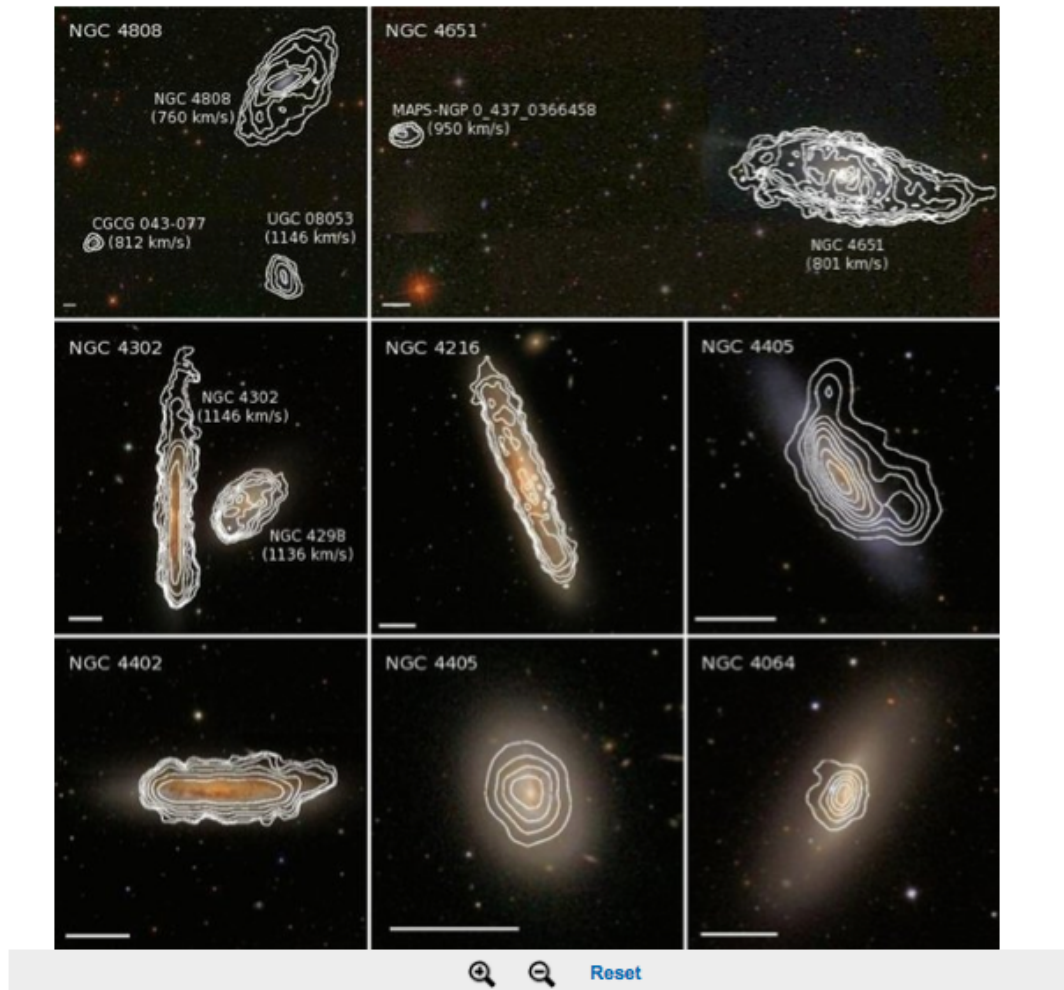 NGC 4808
NGC 4808
(760 km/s)
CGCG 043-077
(812 km/s)
UGC 08053
(1146 km/s)
NGC 4651
MAPS-NGP 0_437_0366458
(950 km/s)
NGC 4651
(801 km/s)
NGC 4302
NGC 4302
(1146 km/s)
NGC 4298
(1136 km/s)
NGC 4216
NGC 4405
NGC 4402
NGC 4405
NGC 4064
Reset